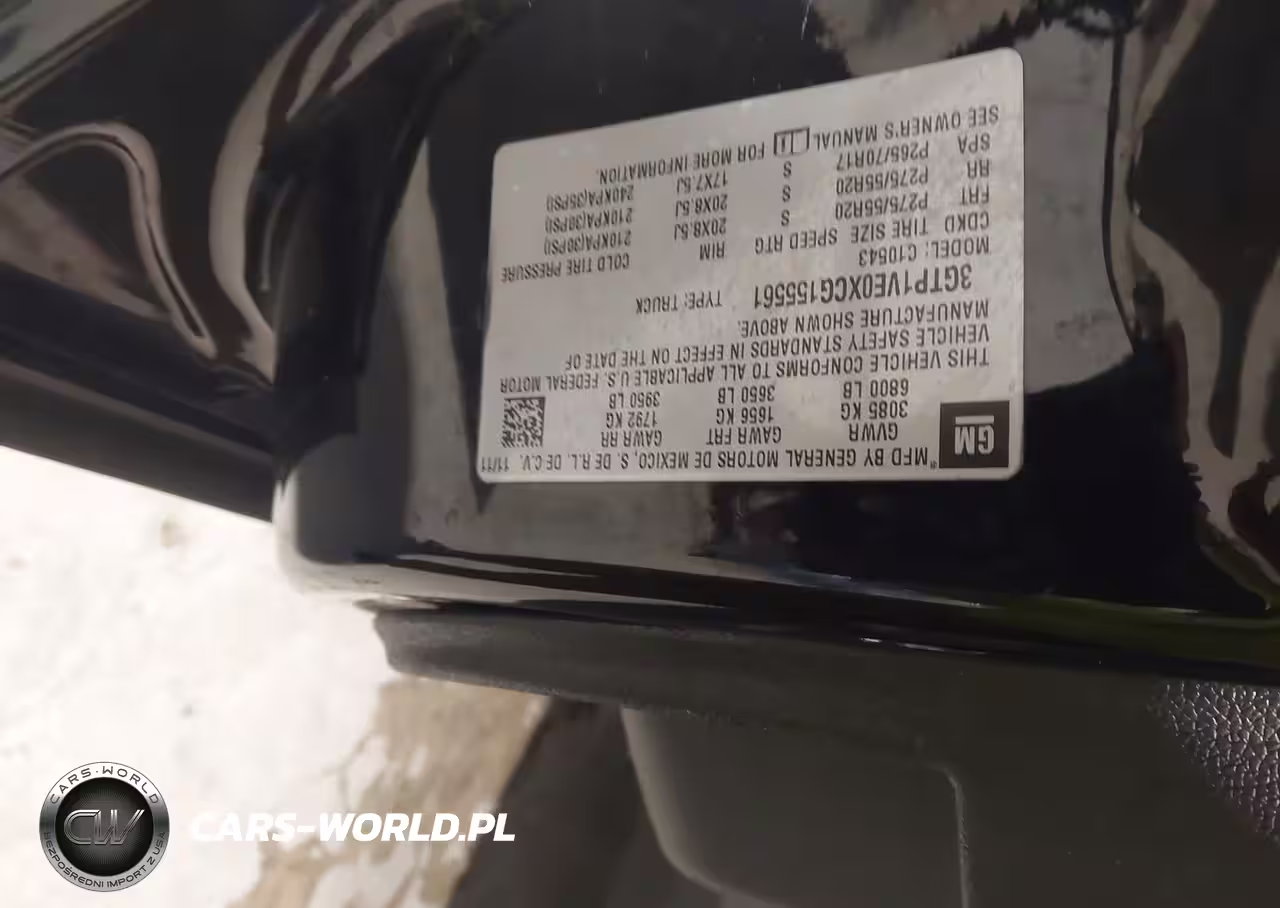 MFD BY GENERAL MOTORS DE MEXICO, S. DE R.L. DE C.V. 11/11
GM
GVWR GAWR FRT GAWR RR
3085 KG 1656 KG 1792 KG
6800 LB 3650 LB 3950 LB
THIS VEHICLE CONFORMS TO ALL APPLICABLE U.S. FEDERAL MOTOR
VEHICLE SAFETY STANDARDS IN EFFECT ON THE DATE OF
MANUFACTURE SHOWN ABOVE.
3GTP1VE0XCG155561 TYPE: TRUCK
MODEL: C10543
CDKD TIRE SIZE SPEED RTG RIM COLD TIRE PRESSURE
FRT P275/55R20 S 20X8.5J 210KPA(30PSI)
RR P275/55R20 S 20X8.5J 210KPA(30PSI)
SPA P265/70R17 S 17X7.5J 240KPA(35PSI)
SEE OWNER'S MANUAL FOR MORE INFORMATION.
CARS-WORLD
CW
BEZPOŚREDNI IMPORT Z USA
CARS-WORLD.PL